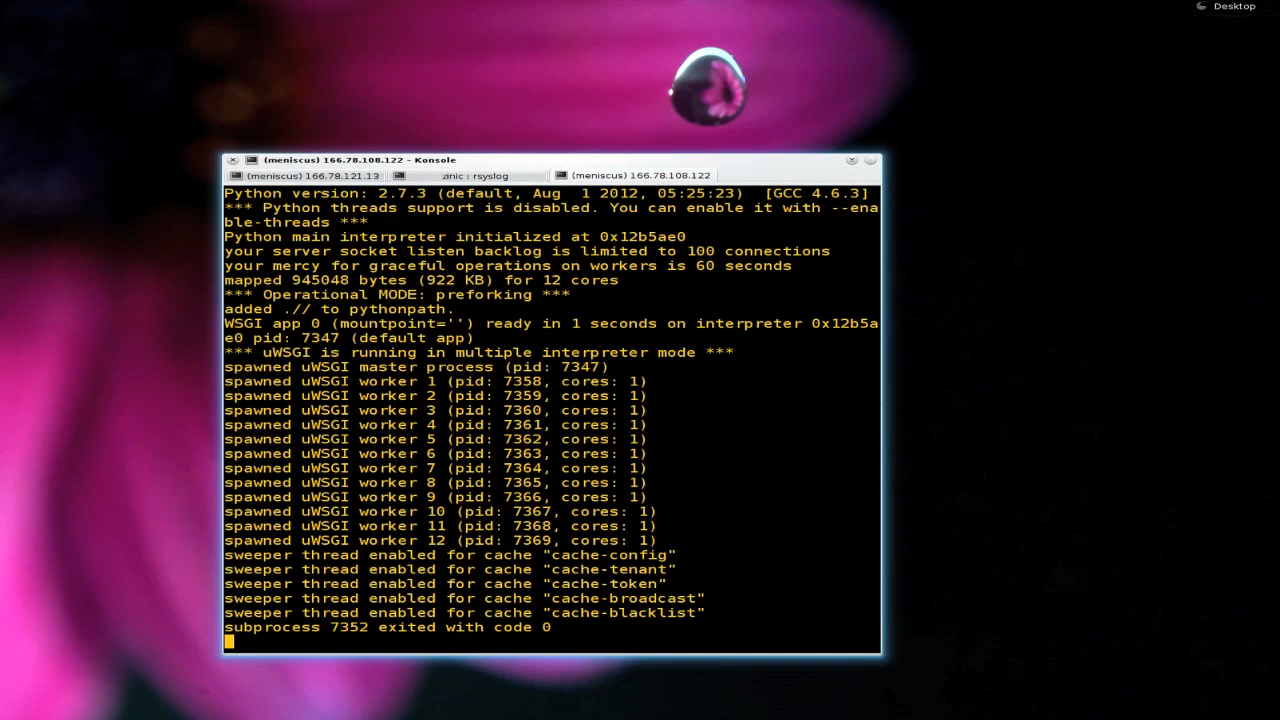 Desktop
(meniscus) 166.78.108.122 - Konsole
(meniscus) 166.78.121.13 zinic : rsyslog (meniscus) 166.78.108.122
Python version: 2.7.3 (default, Aug  1 2012, 05:25:23)  [GCC 4.6.3]
*** Python threads support is disabled. You can enable it with --ena
ble-threads ***
Python main interpreter initialized at 0x12b5ae0
your server socket listen backlog is limited to 100 connections
your mercy for graceful operations on workers is 60 seconds
mapped 945048 bytes (922 KB) for 12 cores
*** Operational MODE: preforking ***
added .// to pythonpath.
WSGI app 0 (mountpoint='') ready in 1 seconds on interpreter 0x12b5a
e0 pid: 7347 (default app)
*** uWSGI is running in multiple interpreter mode ***
spawned uWSGI master process (pid: 7347)
spawned uWSGI worker 1 (pid: 7358, cores: 1)
spawned uWSGI worker 2 (pid: 7359, cores: 1)
spawned uWSGI worker 3 (pid: 7360, cores: 1)
spawned uWSGI worker 4 (pid: 7361, cores: 1)
spawned uWSGI worker 5 (pid: 7362, cores: 1)
spawned uWSGI worker 6 (pid: 7363, cores: 1)
spawned uWSGI worker 7 (pid: 7364, cores: 1)
spawned uWSGI worker 8 (pid: 7365, cores: 1)
spawned uWSGI worker 9 (pid: 7366, cores: 1)
spawned uWSGI worker 10 (pid: 7367, cores: 1)
spawned uWSGI worker 11 (pid: 7368, cores: 1)
spawned uWSGI worker 12 (pid: 7369, cores: 1)
sweeper thread enabled for cache "cache-config"
sweeper thread enabled for cache "cache-tenant"
sweeper thread enabled for cache "cache-token"
sweeper thread enabled for cache "cache-broadcast"
sweeper thread enabled for cache "cache-blacklist"
subprocess 7352 exited with code 0